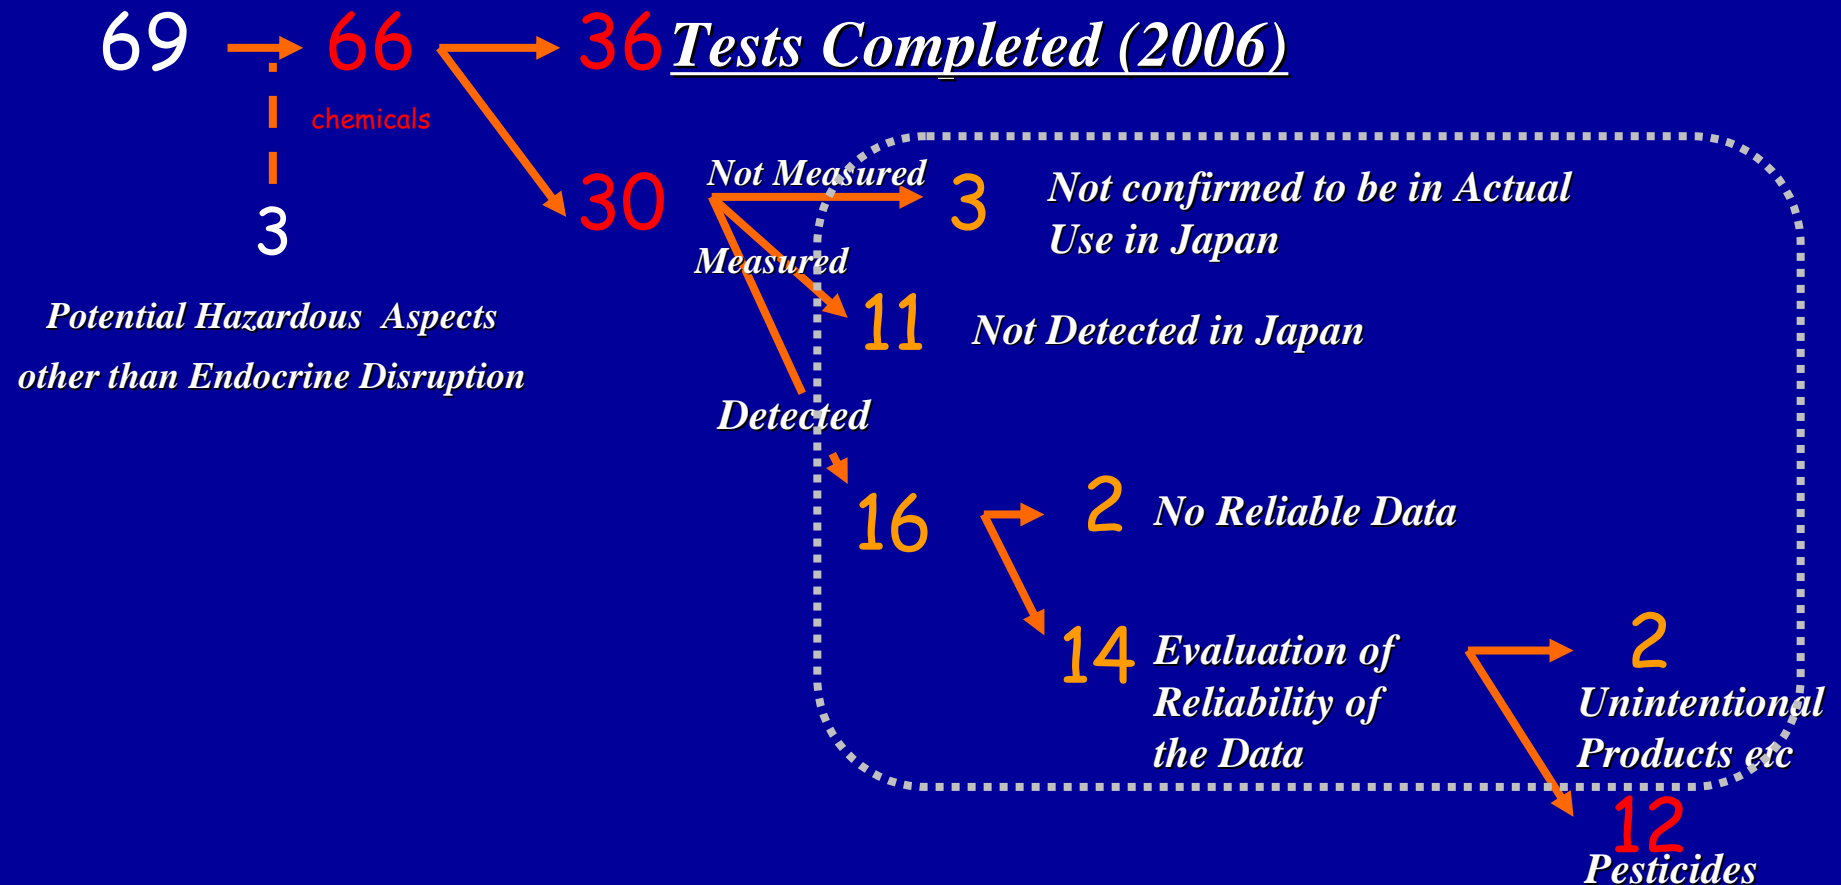 69 66 36 Tests Completed (2006)
chemicals
3
Potential Hazardous Aspects
other than Endocrine Disruption
30
Not Measured
3 Not confirmed to be in Actual
Use in Japan
Measured
11 Not Detected in Japan
Detected
16
2 No Reliable Data
14 Evaluation of
Reliability of
the Data
2
Unintentional
Products etc
12
Pesticides